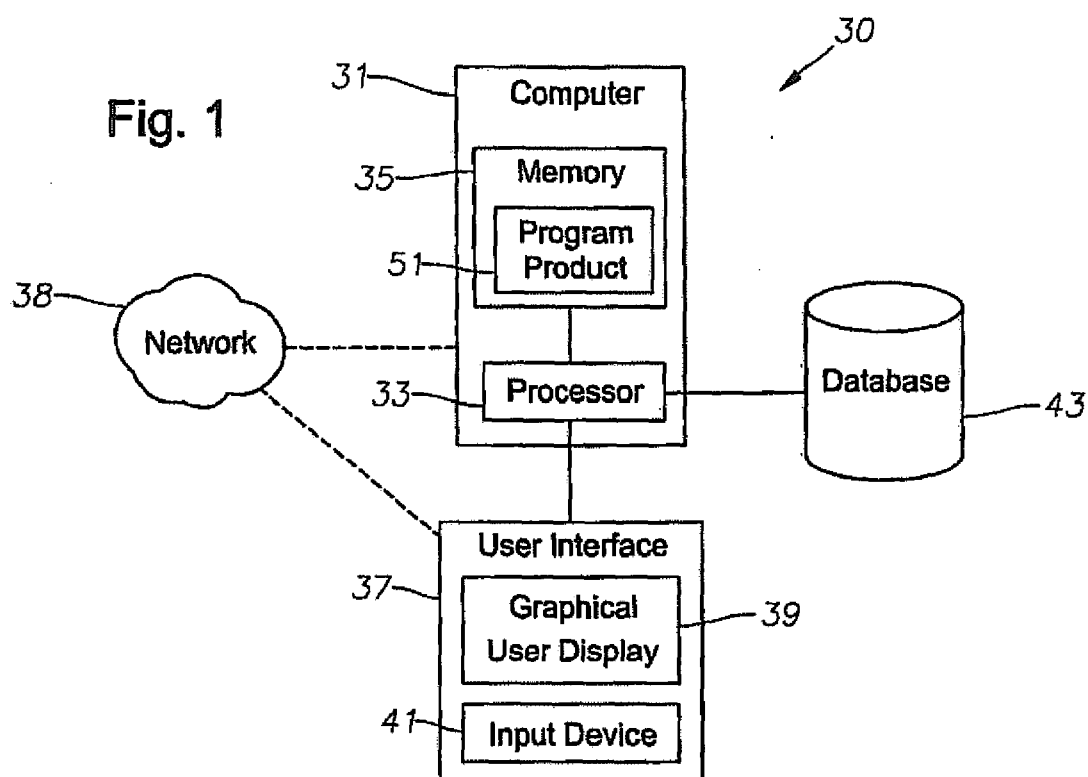 30
31
Computer
Fig. 1
35
Memory
51
Program
Product
38
Network
33
Processor
Database
43
User Interface
37
Graphical
User Display
39
41
Input Device